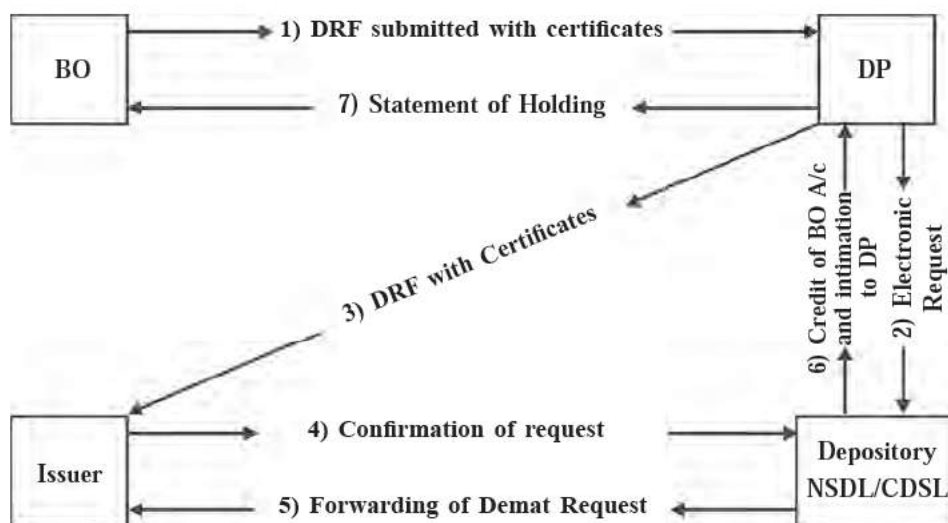 BO
1) DRF submitted with certificates
DP
7) Statement of Holding
3) DRF with Certificates
6) Credit of BO A/c
and intimation
to DP
2) Electronic
Request
Issuer
4) Confirmation of request
5) Forwarding of Demat Request
Depository
NSDL/CDSL